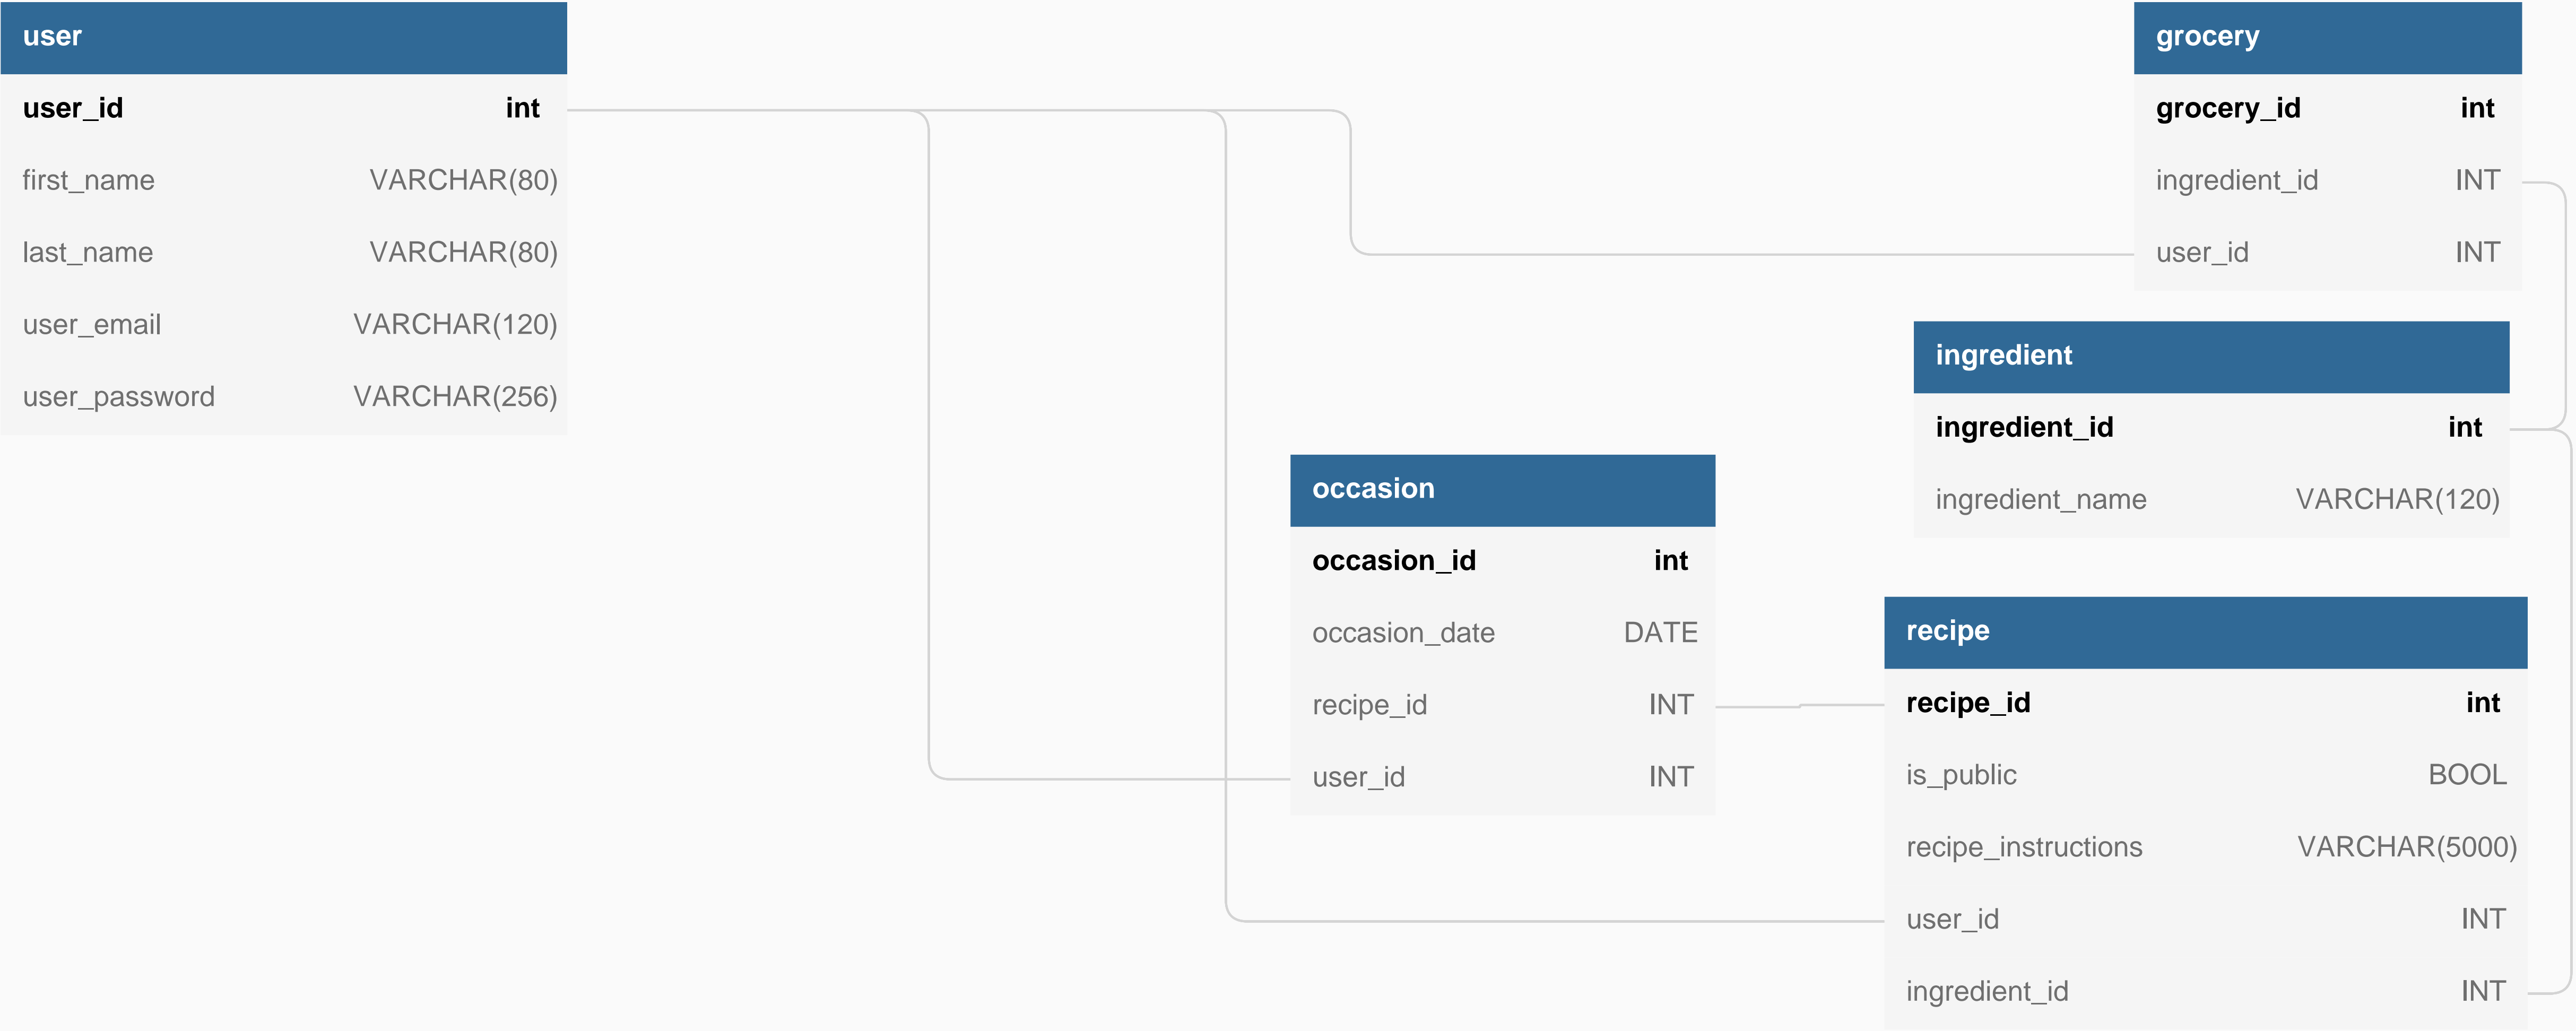 user
user_id int
first_name VARCHAR(80)
last_name VARCHAR(80)
user_email VARCHAR(120)
user_password VARCHAR(256)
grocery
grocery_id int
ingredient_id INT
user_id INT
ingredient
ingredient_id int
ingredient_name VARCHAR(120)
occasion
occasion_id int
occasion_date DATE
recipe_id INT
user_id INT
recipe
recipe_id int
is_public BOOL
recipe_instructions VARCHAR(5000)
user_id INT
ingredient_id INT